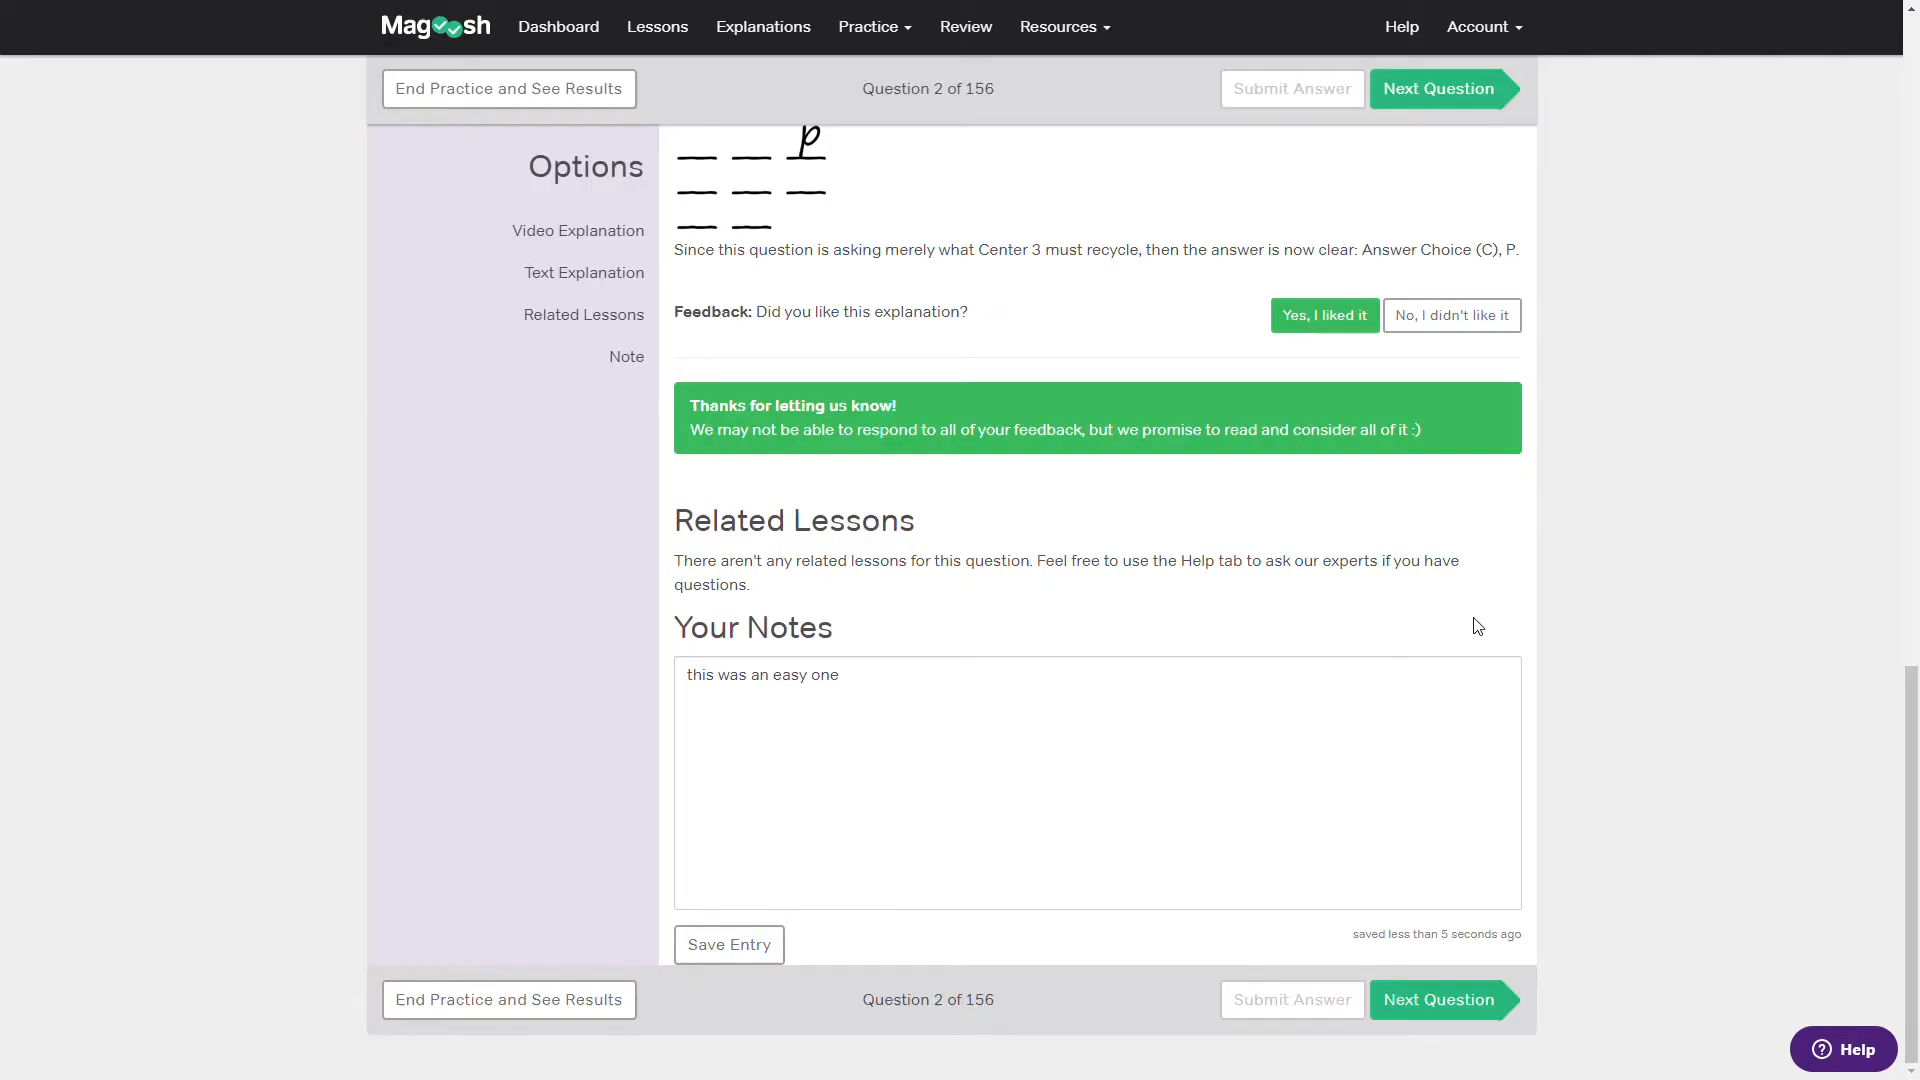 Magoosh Dashboard Lessons Explanations Practice Review Resources Help Account
End Practice and See Results Question 2 of 156 Submit Answer Next Question
Options
Video Explanation
Text Explanation
Related Lessons
Note
p
Since this question is asking merely what Center 3 must recycle, then the answer is now clear: Answer Choice (C), P.
Feedback: Did you like this explanation? Yes, I liked it No, I didn't like it
Thanks for letting us know!
We may not be able to respond to all of your feedback, but we promise to read and consider all of it :)
Related Lessons
There aren't any related lessons for this question. Feel free to use the Help tab to ask our experts if you have
questions.
Your Notes
this was an easy one
Save Entry saved less than 5 seconds ago
End Practice and See Results Question 2 of 156 Submit Answer Next Question
Help